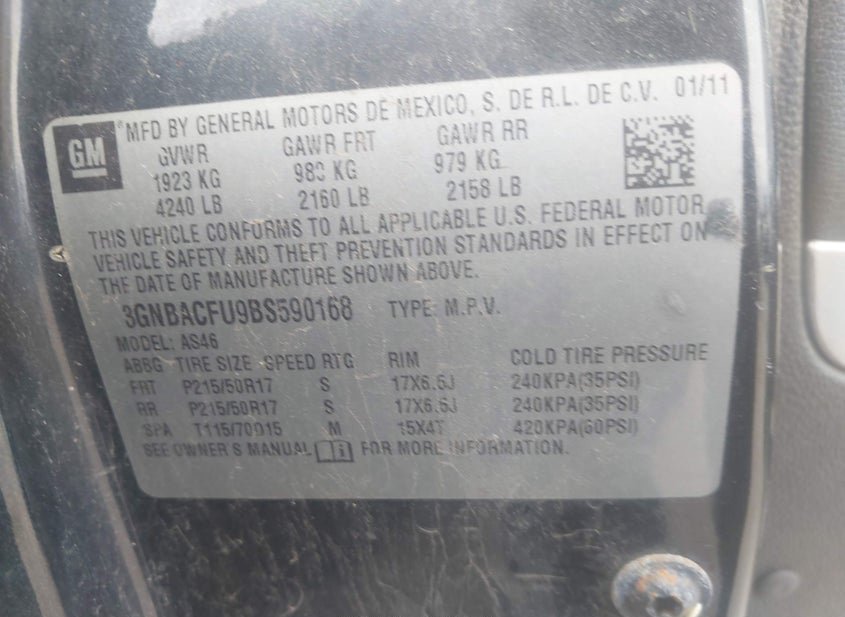 GM
MFD BY GENERAL MOTORS DE MEXICO, S. DE R.L. DE C.V. 01/11
GVWR GAWR FRT GAWR RR
1923 KG 980 KG 979 KG
4240 LB 2160 LB 2158 LB
THIS VEHICLE CONFORMS TO ALL APPLICABLE U.S. FEDERAL MOTOR
VEHICLE SAFETY AND THEFT PREVENTION STANDARDS IN EFFECT ON
THE DATE OF MANUFACTURE SHOWN ABOVE.
3GNBACFU9BS590168 TYPE: M.P.V.
MODEL: AS46
TIRE SIZE SPEED RTG RIM COLD TIRE PRESSURE
FRT P215/50R17 S 17X6.5J 240KPA(35PSI)
RR P215/50R17 S 17X6.5J 240KPA(35PSI)
SPA T115/70D15 M 15X4T 420KPA(60PSI)
SEE OWNER'S MANUAL FOR MORE INFORMATION.